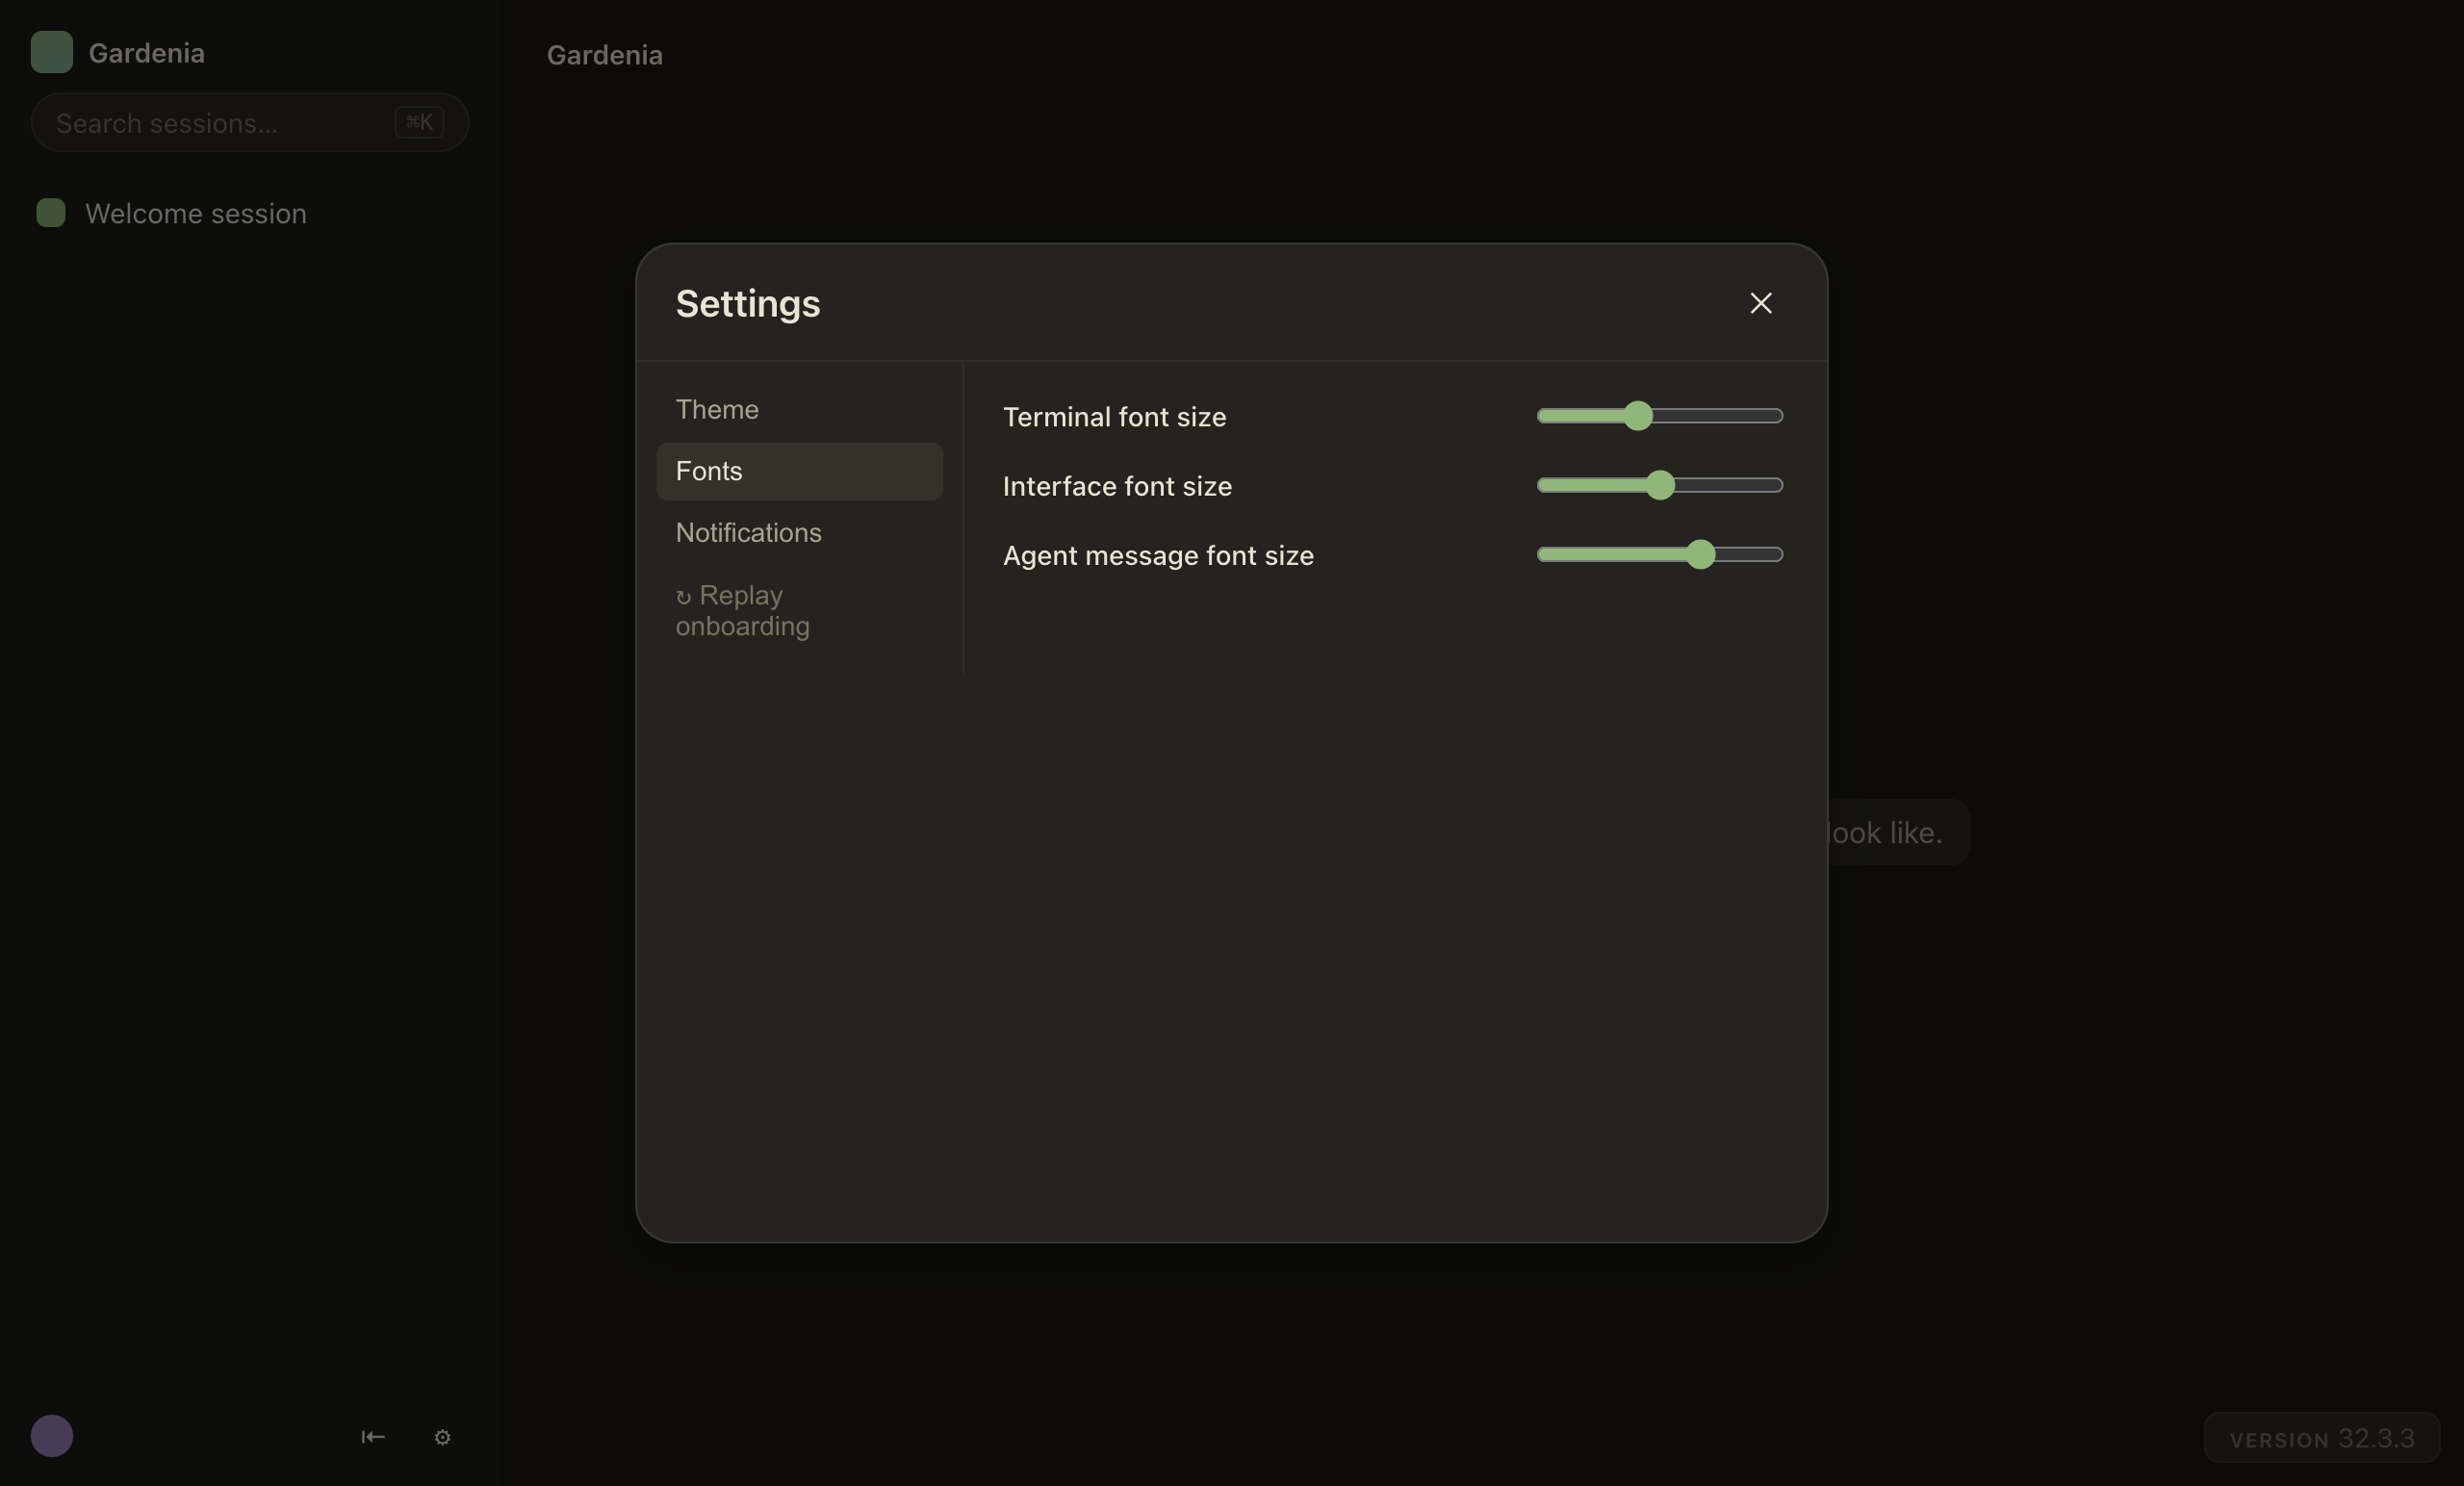 Gardenia
Search sessions...
⌘K
Welcome session
Gardenia
Settings
Theme
Fonts
Notifications
↻ Replay
onboarding
Terminal font size
Interface font size
Agent message font size
look like.
VERSION 32.3.3